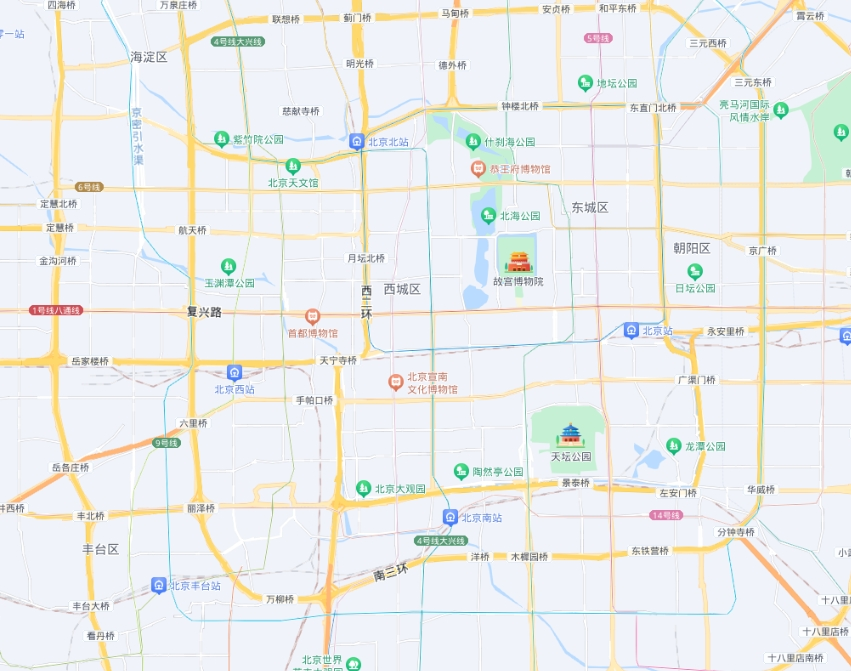 四海桥
万泉庄桥
联想桥
蓟门桥
马甸桥
安贞桥
和平东桥
霄云桥
零一站
4号线大兴线
5号线
三元西桥
海淀区
明光桥
德外桥
三元东桥
地坛公园
慈献寺桥
钟楼北桥
东直门北桥
亮马河国际
风情水岸
京密引水渠
紫竹院公园
北京北站
什刹海公园
恭王府博物馆
北京天文馆
6号线
定慧北桥
东城区
北海公园
定慧桥
航天桥
朝阳区
京广桥
金沟河桥
月坛北桥
玉渊潭公园
西二环
西城区
故宫博物院
日坛公园
1号线八通线
复兴路
首都博物馆
北京站
永安里桥
岳家楼桥
天宁寺桥
北京西站
北京宣南
文化博物馆
广渠门桥
手帕口桥
六里桥
9号线
天坛公园
龙潭公园
岳各庄桥
陶然亭公园
北京大观园
景泰桥
左安门桥
华威桥
井西桥
丰北桥
丽泽桥
北京南站
14号线
分钟寺桥
4号线大兴线
丰台区
洋桥
木樨园桥
东铁营桥
小武
南三环
北京丰台站
万柳桥
丰台大桥
十八里
看丹桥
十八里店桥
北京世界
十八里店南桥